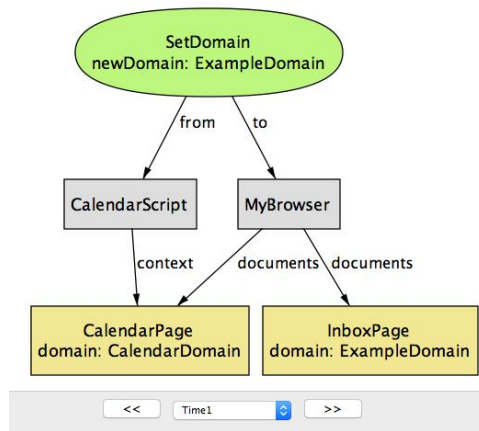 SetDomain
newDomain: ExampleDomain
from
to
CalendarScript
MyBrowser
context
documents
documents
CalendarPage
domain: CalendarDomain
InboxPage
domain: ExampleDomain
<<
Time1
>>